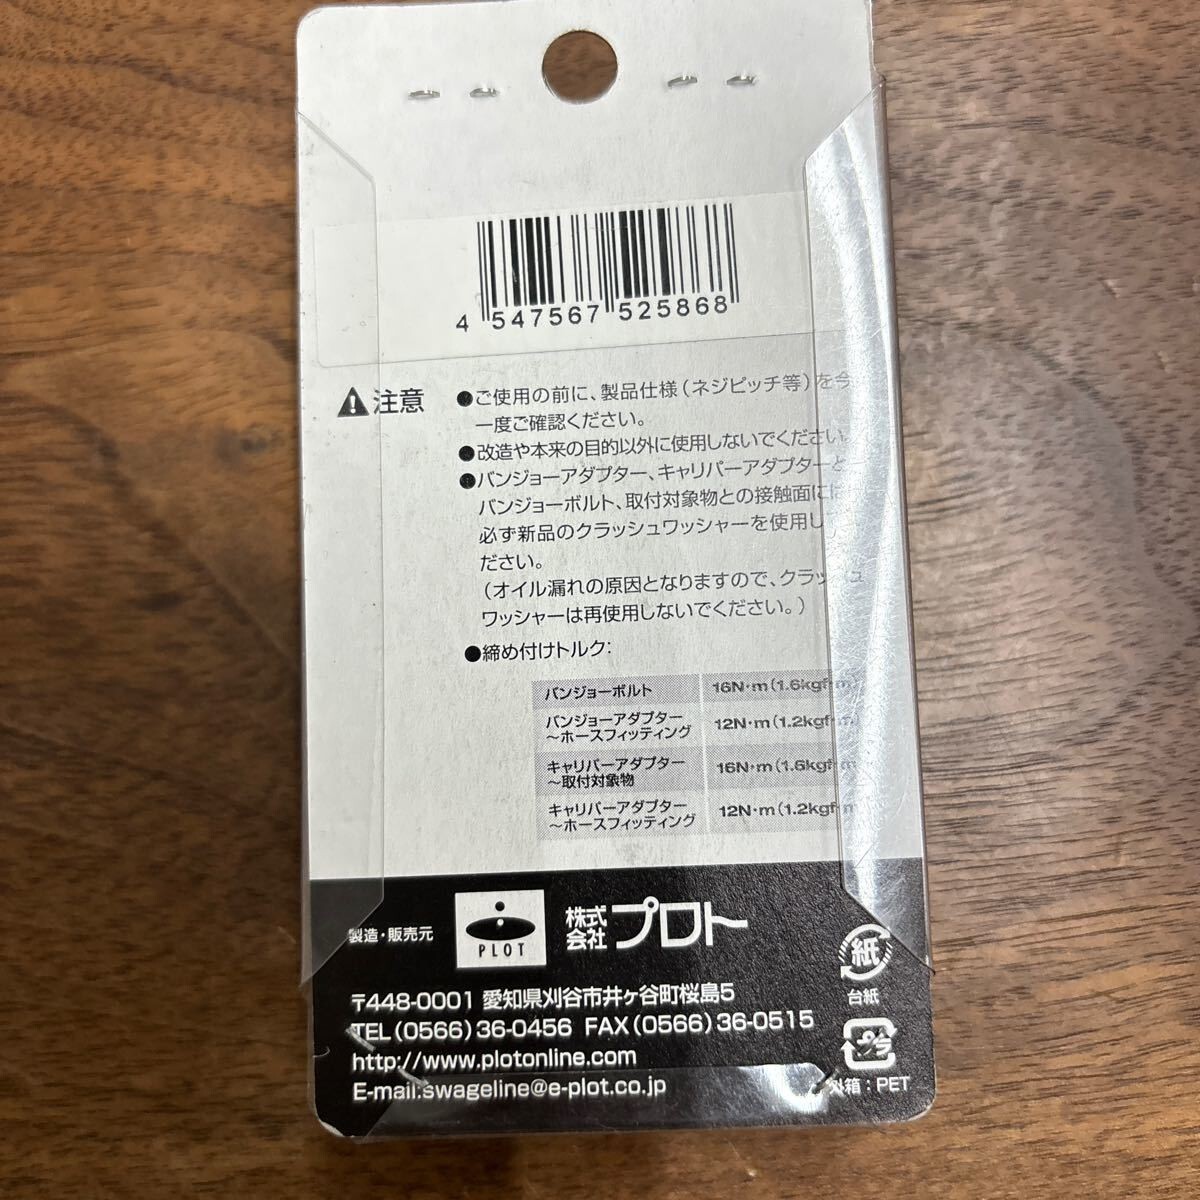 4 547567 525868
注意
●ご使用の前に、製品仕様(ネジピッチ等)を今
一度ご確認ください。
●改造や本来の目的以外に使用しないでください。
●バンジョーアダプター、キャリパーアダプターと
バンジョーボルト、取付対象物との接触面には
必ず新品のクラッシュワッシャーを使用し
ださい。
(オイル漏れの原因となりますので、クラッシュ
ワッシャーは再使用しないでください。)
●締め付けトルク:
バンジョーボルト 16N・m(1.6kgf・m)
バンジョーアダプター
〜ホースフィッティング 12N・m(1.2kgf・m)
キャリパーアダプター
〜取付対象物 16N・m(1.6kgf・m)
キャリパーアダプター
〜ホースフィッティング 12N・m(1.2kgf・m)
製造・販売元 PLOT 株式会社プロト
〒448-0001 愛知県刈谷市井ヶ谷町桜島5
TEL(0566)36-0456 FAX(0566)36-0515
http://www.plotonline.com
E-mail:swageline@e-plot.co.jp
紙
台紙
プラ
外箱:PET